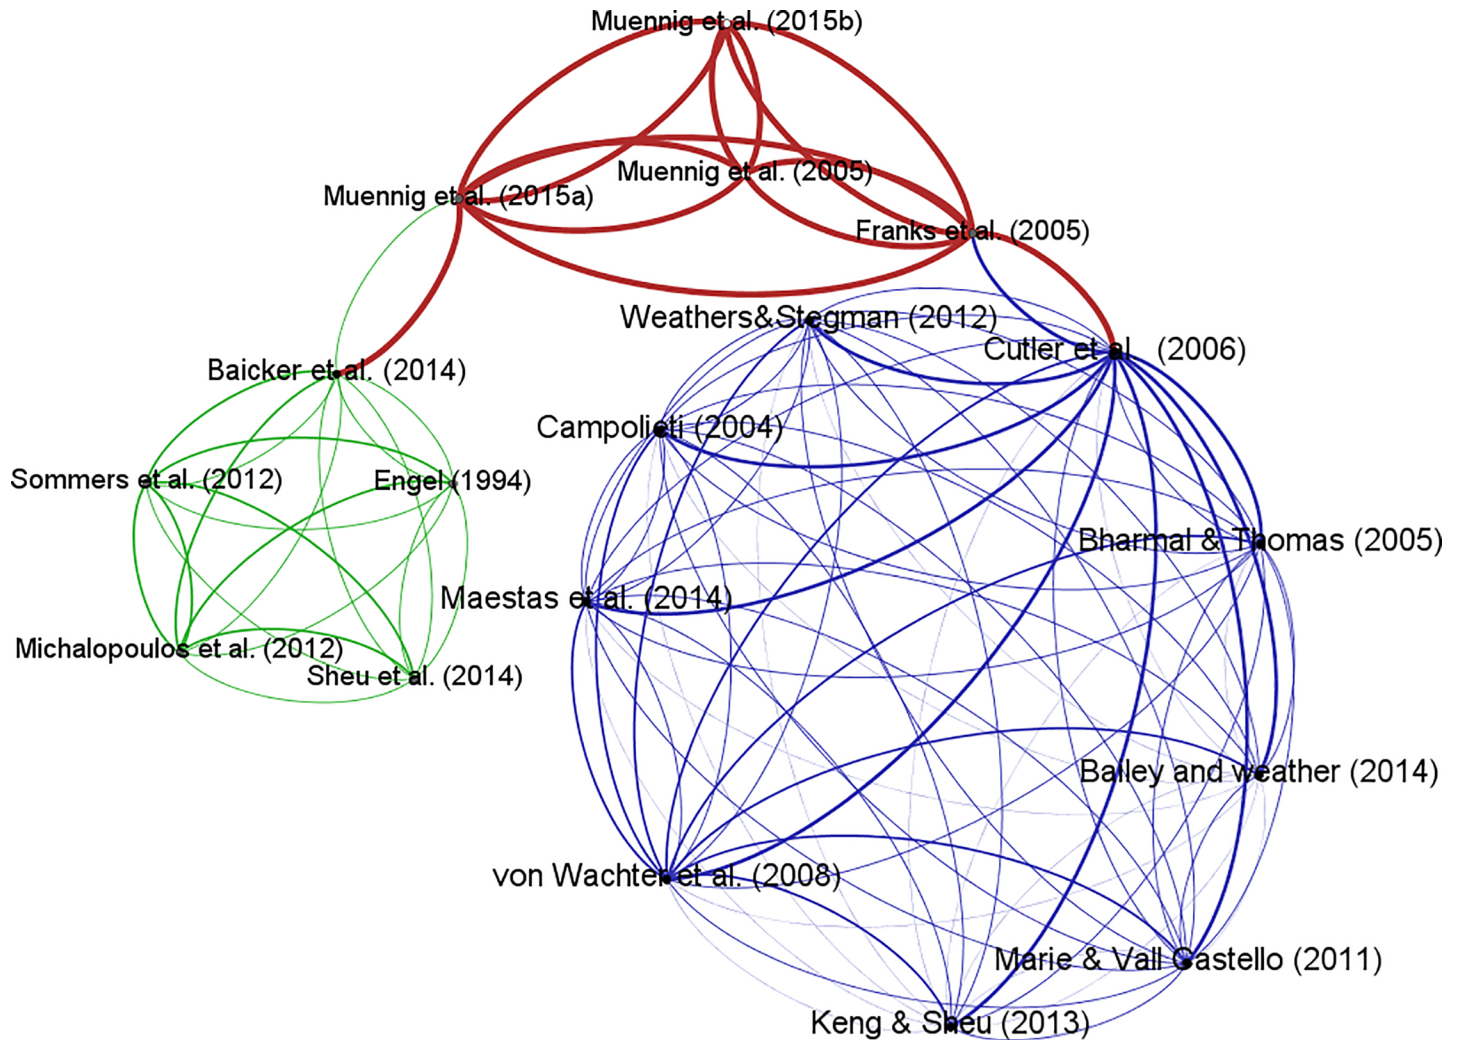 Muennig et al. (2015b)
Muennig et al. (2005)
Muennig et al. (2015a)
Franks et al. (2005)
Weathers&Stegman (2012)
Cutler et al (2006)
Baicker et al. (2014)
Campolieti (2004)
Sommers et al. (2012)
Engel (1994)
Bharmal & Thomas (2005)
Maestas et al. (2014)
Michalopoulos et al. (2012)
Sheu et al. (2014)
Bailey and weather (2014)
von Wachter et al. (2008)
Marie & Vall Castello (2011)
Keng & Sheu (2013)